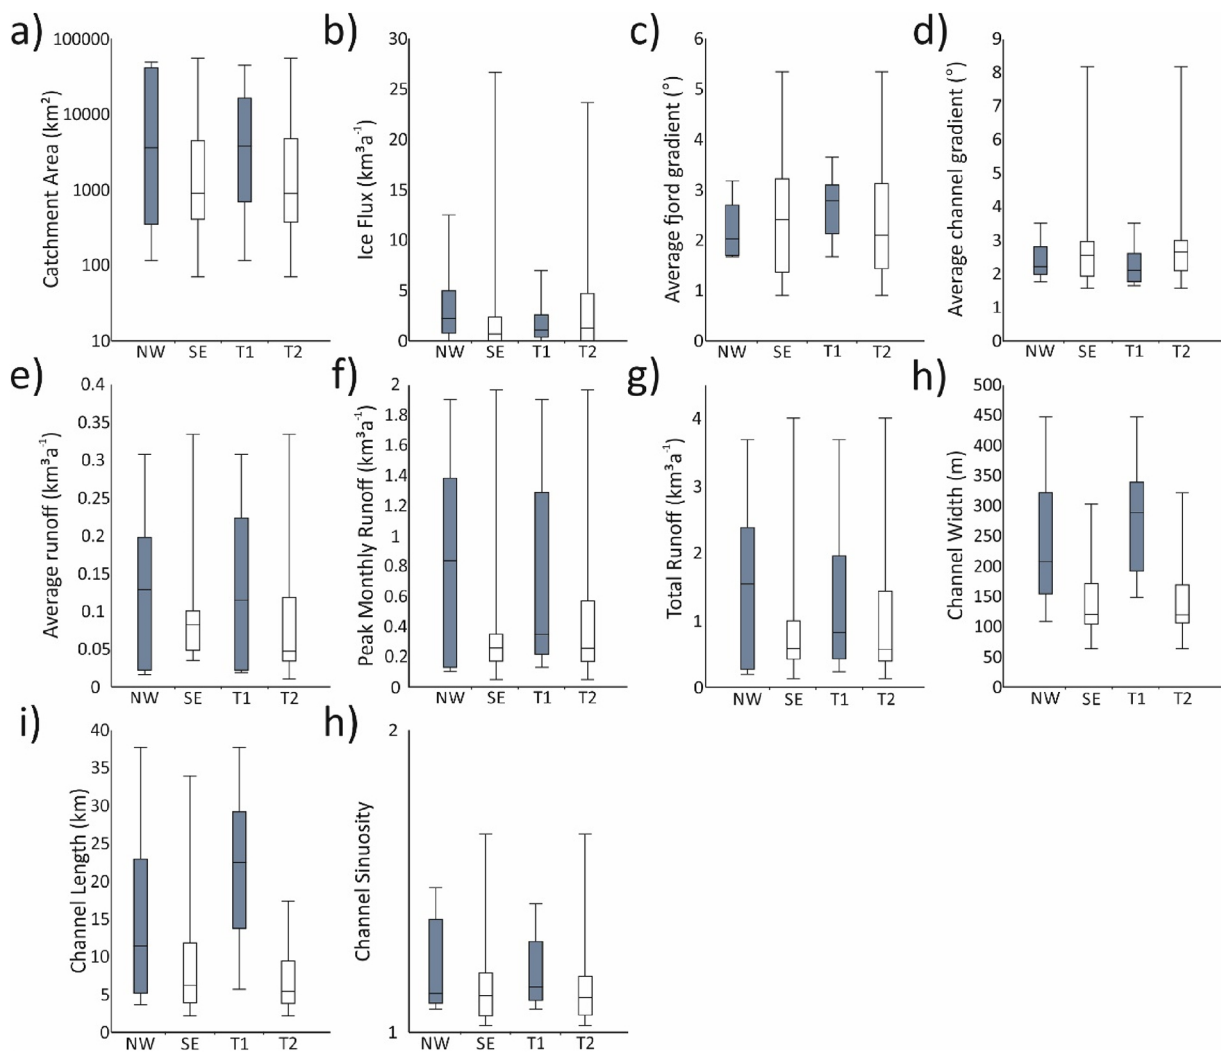 a)
Catchment Area (km²)
100000
10000
1000
100
10
NW SE T1 T2
b)
Ice Flux (km³a⁻¹)
30
25
20
15
10
5
0
NW SE T1 T2
c)
Average fjord gradient (°)
6
5
4
3
2
1
0
NW SE T1 T2
d)
Average channel gradient (°)
9
8
7
6
5
4
3
2
1
0
NW SE T1 T2
e)
Average runoff (km³a⁻¹)
0.4
0.35
0.3
0.25
0.2
0.15
0.1
0.05
0
NW SE T1 T2
f)
Peak Monthly Runoff (km³a⁻¹)
2
1.8
1.6
1.4
1.2
1
0.8
0.6
0.4
0.2
0
NW SE T1 T2
g)
Total Runoff (km³a⁻¹)
4
3
2
1
0
NW SE T1 T2
h)
Channel Width (m)
500
450
400
350
300
250
200
150
100
50
0
NW SE T1 T2
i)
Channel Length (km)
40
35
30
25
20
15
10
5
0
NW SE T1 T2
h)
Channel Sinuosity
2
1
NW SE T1 T2